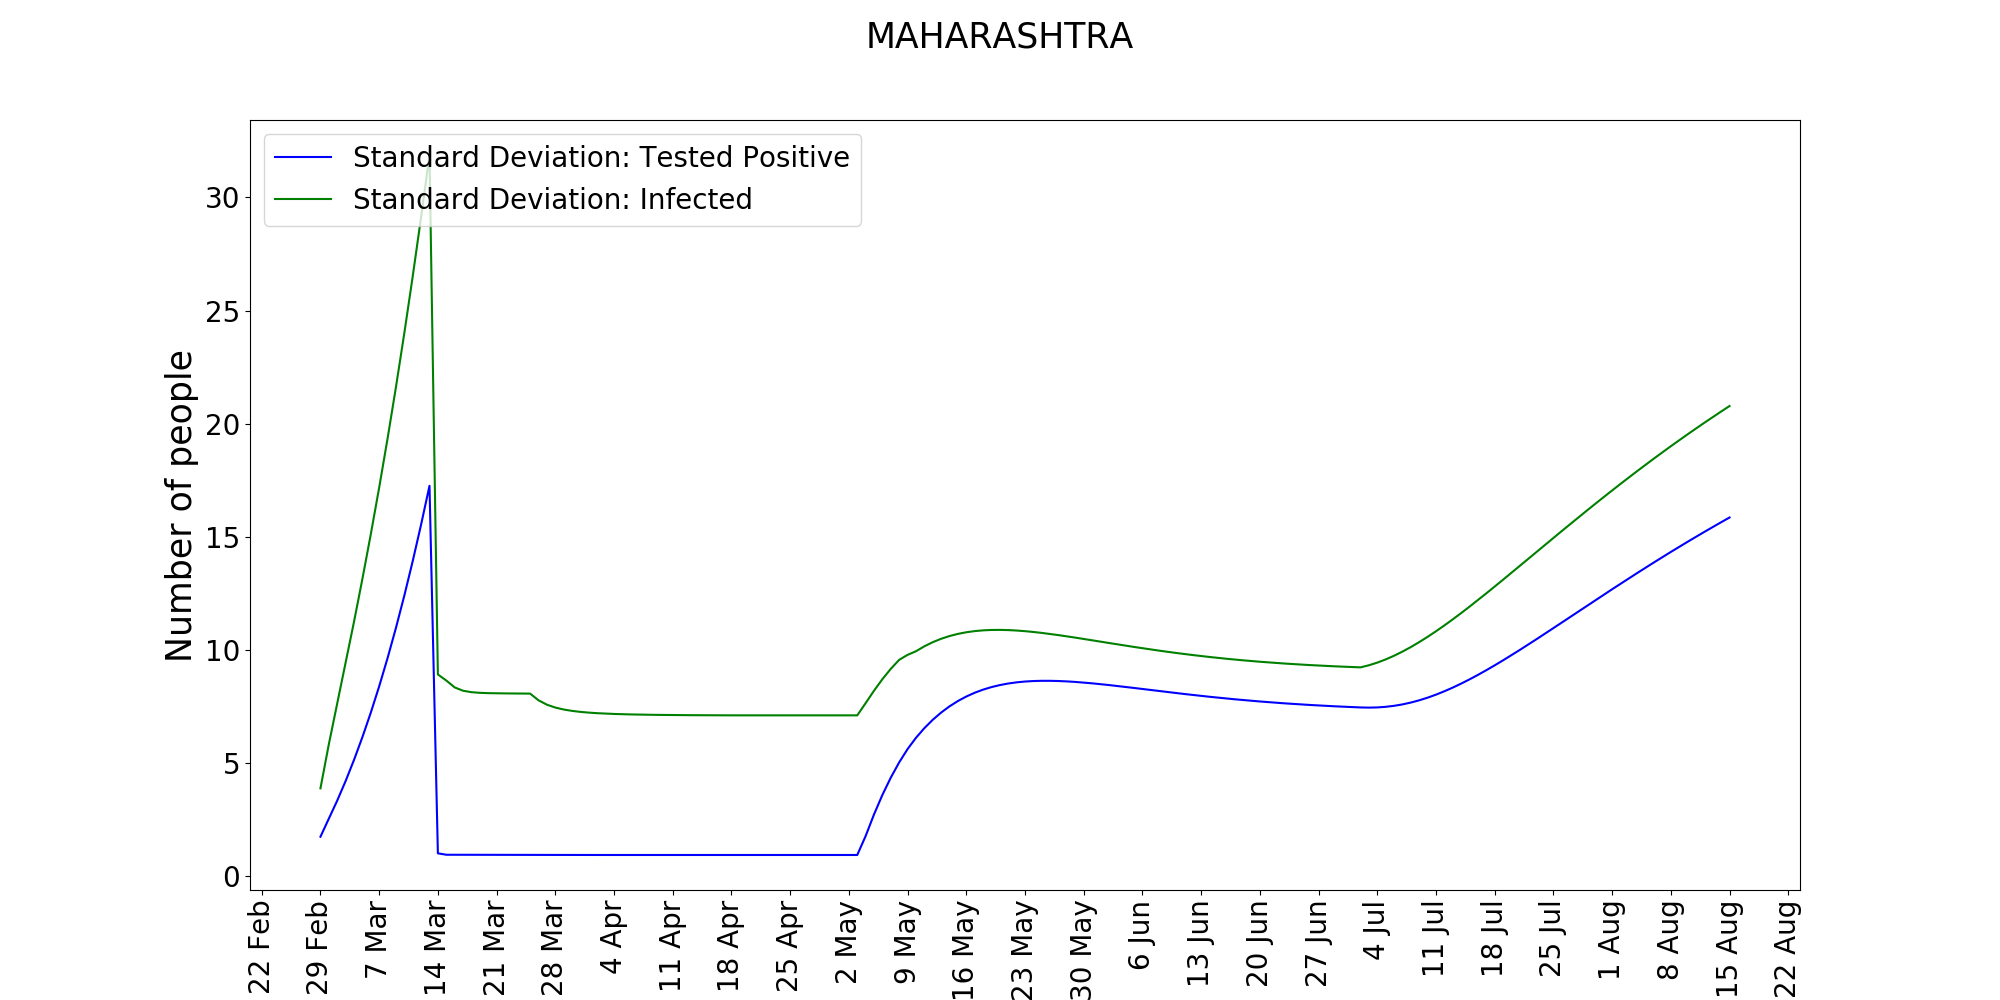 MAHARASHTRA
Standard Deviation: Tested Positive
Standard Deviation: Infected
Number of people
30
25
20
15
10
5
0
22 Feb
29 Feb
7 Mar
14 Mar
21 Mar
28 Mar
4 Apr
11 Apr
18 Apr
25 Apr
2 May
9 May
16 May
23 May
30 May
6 Jun
13 Jun
20 Jun
27 Jun
4 Jul
11 Jul
18 Jul
25 Jul
1 Aug
8 Aug
15 Aug
22 Aug